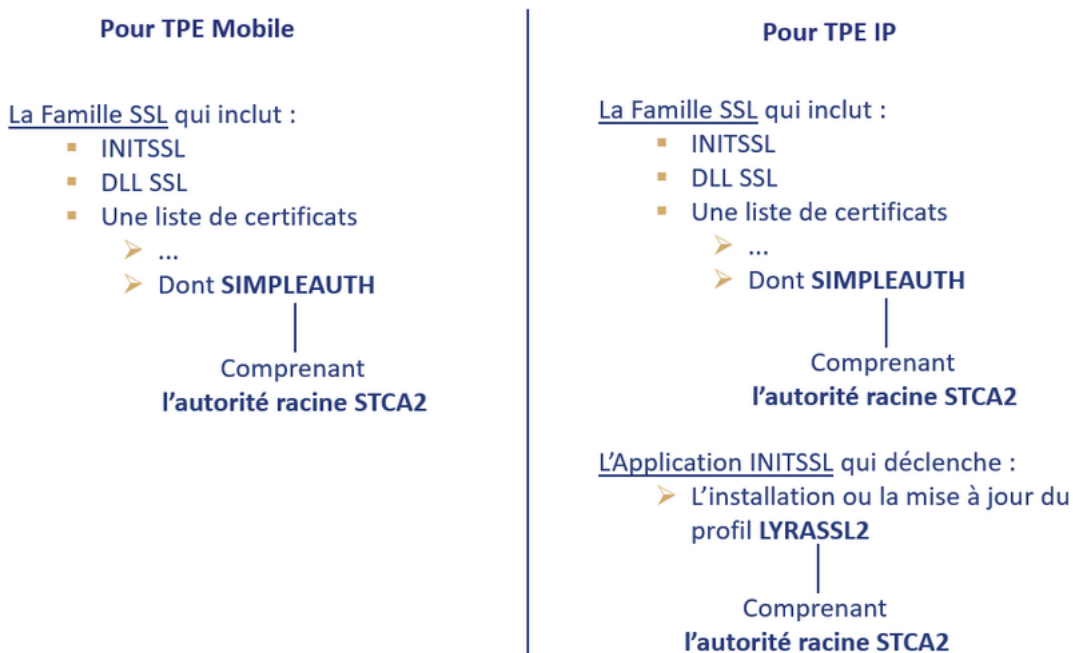 Pour TPE Mobile
La Famille SSL qui inclut :
INITSSL
DLL SSL
Une liste de certificats
...
Dont SIMPLEAUTH
Comprenant
l'autorité racine STCA2
Pour TPE IP
La Famille SSL qui inclut :
INITSSL
DLL SSL
Une liste de certificats
...
Dont SIMPLEAUTH
Comprenant
l'autorité racine STCA2
L'Application INITSSL qui déclenche :
L'installation ou la mise à jour du
profil LYRASSL2
Comprenant
l'autorité racine STCA2